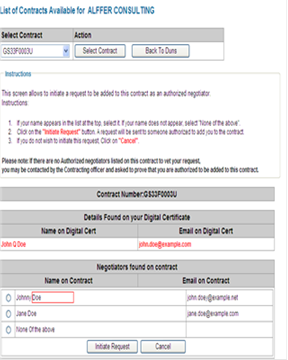 List of Contracts Available for ALFFER CONSULTING
Select Contract Action
GS33F0003U Select Contract Back To Duns
Instructions
This screen allows to initiate a request to be added to this contract as an authorized negotiator.
Instructions:
1. If your name appears in the list at the top, select it. If your name does not appear, select 'None of the above'.
2. Click on the "Initiate Request" button. A request will be sent to someone authorized to add you to the contract.
3. If you do not wish to initiate this request, Click on "Cancel".
Please note: If there are no Authorized negotiators listed on this contract to vet your request,
you may be contacted by the Contracting officer and asked to prove that you are authorized to be added to this contract.
Contract Number:GS33F0003U
Details Found on your Digital Certificate
Name on Digital Cert Email on Digital Cert
John Q Doe john.doe@example.com
Negotiators found on contract
Name on Contract Email on Contract
Johnny Doe john.doey@example.net
Jane Doe jane.doe@example.com
None Of the above
Initiate Request Cancel